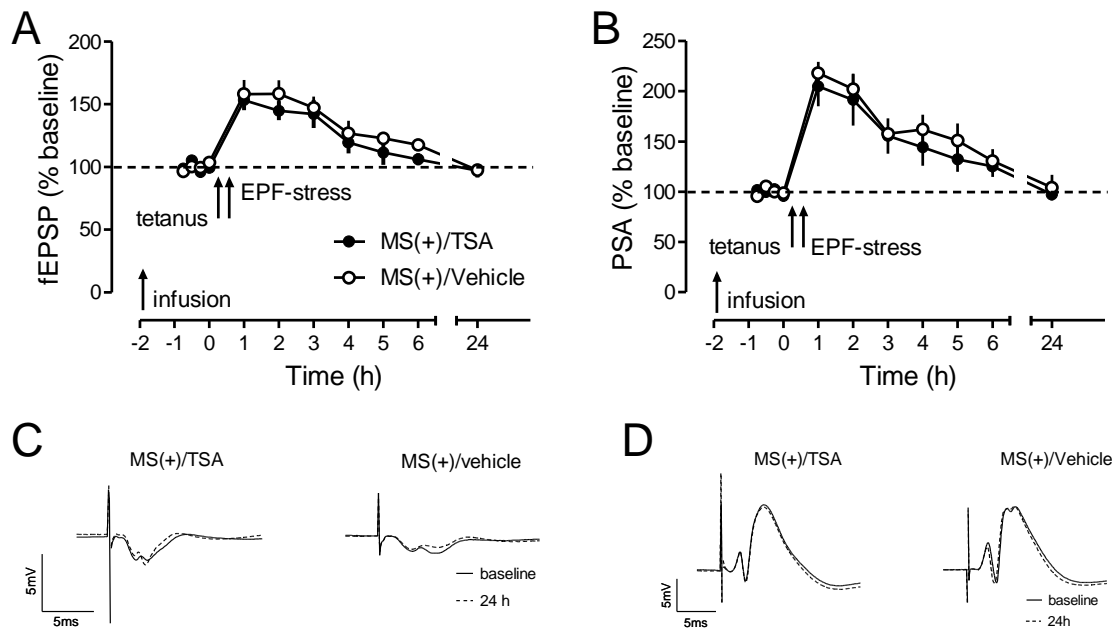 A
fEPSP (% baseline)
200
150
100
50
0
tetanus
EPF-stress
MS(+)/TSA
MS(+)/Vehicle
infusion
-2 -1 0 1 2 3 4 5 6 24
Time (h)
B
PSA (% baseline)
250
200
150
100
50
0
tetanus
EPF-stress
infusion
-2 -1 0 1 2 3 4 5 6 24
Time (h)
C
MS(+)/TSA
MS(+)/vehicle
5mV
5ms
baseline
24 h
D
MS(+)/TSA
MS(+)/Vehicle
5mV
5ms
baseline
24h